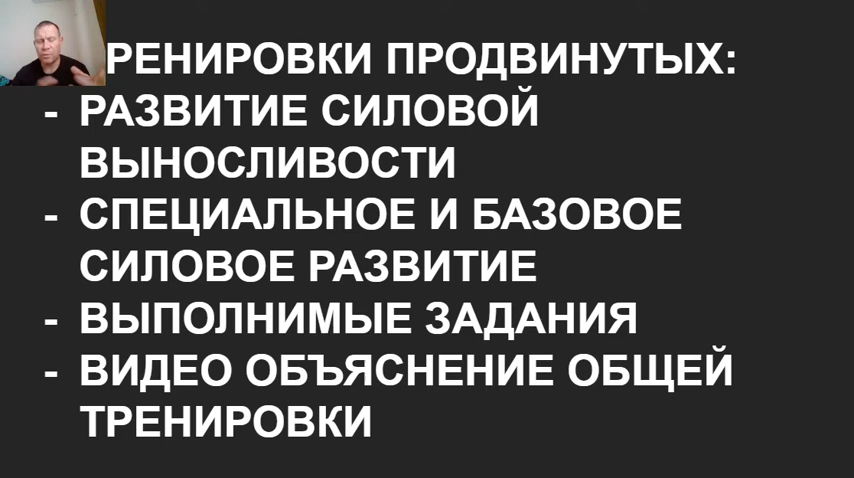 РЕНИРОВКИ ПРОДВИНУТЫХ:
- РАЗВИТИЕ СИЛОВОЙ
ВЫНОСЛИВОСТИ
- СПЕЦИАЛЬНОЕ И БАЗОВОЕ
СИЛОВОЕ РАЗВИТИЕ
- ВЫПОЛНИМЫЕ ЗАДАНИЯ
- ВИДЕО ОБЪЯСНЕНИЕ ОБЩЕЙ
ТРЕНИРОВКИ